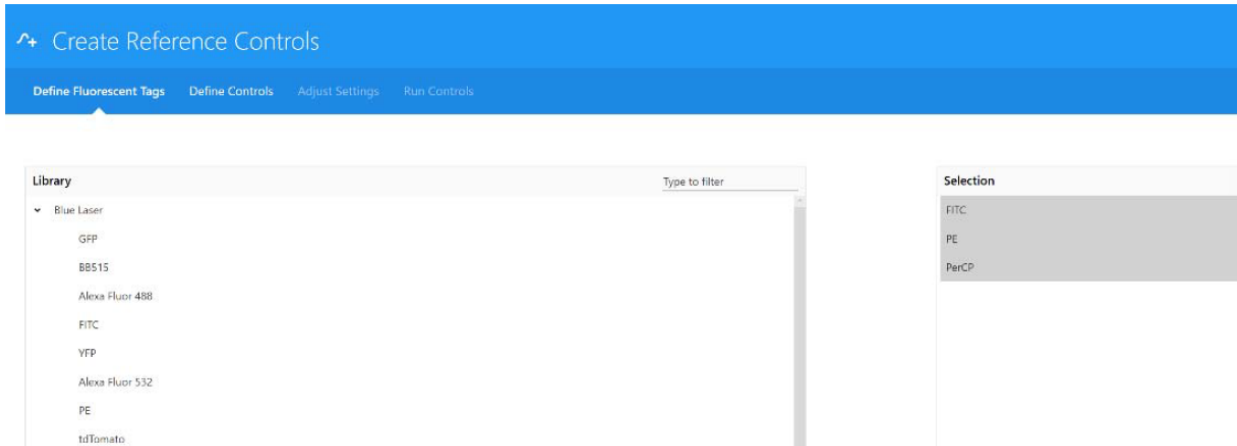 Create Reference Controls
Define Fluorescent Tags Define Controls Adjust Settings Run Controls
Library Type to filter
Blue Laser
GFP
BB515
Alexa Fluor 488
FITC
YFP
Alexa Fluor 532
PE
tdTomato
Selection
FITC
PE
PerCP